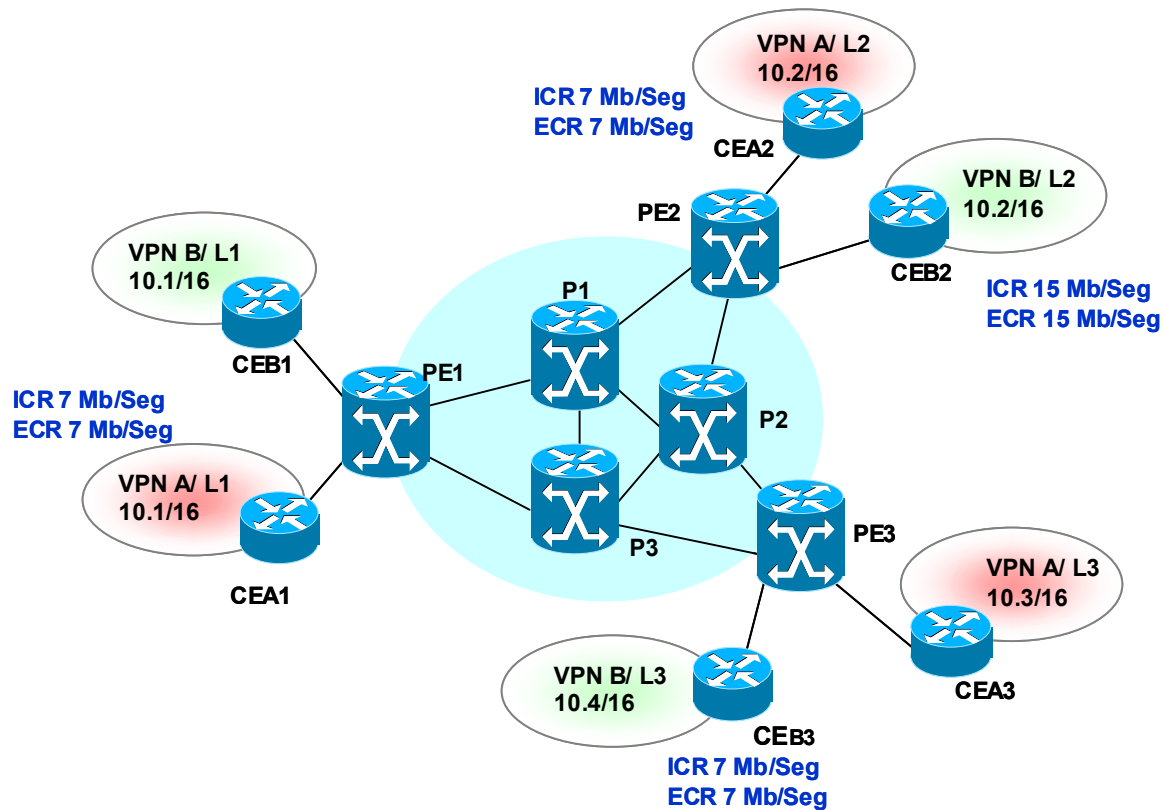 VPN A/ L2
10.2/16
ICR 7 Mb/Seg
ECR 7 Mb/Seg
CEA2
VPN B/ L2
10.2/16
PE2
CEB2
ICR 15 Mb/Seg
ECR 15 Mb/Seg
VPN B/ L1
10.1/16
P1
CEB1
PE1
ICR 7 Mb/Seg
ECR 7 Mb/Seg
P2
VPN A/ L1
10.1/16
P3
PE3
CEA1
VPN A/ L3
10.3/16
VPN B/ L3
10.4/16
CEA3
CEB3
ICR 7 Mb/Seg
ECR 7 Mb/Seg